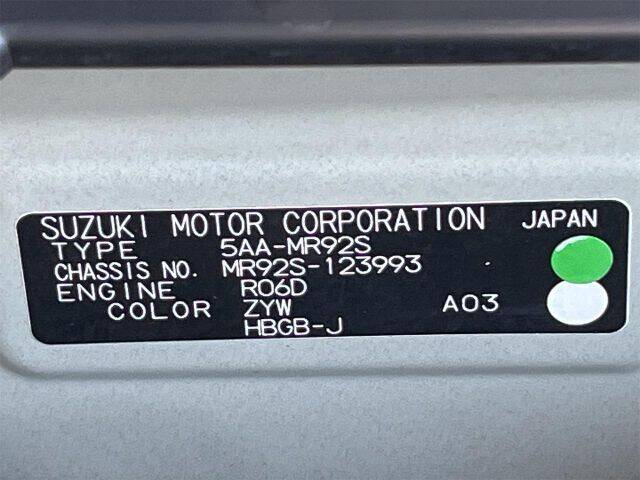 SUZUKI MOTOR CORPORATION JAPAN
TYPE 5AA-MR92S
CHASSIS NO. MR92S-123993
ENGINE R06D
COLOR ZYW A03
HBGB-J